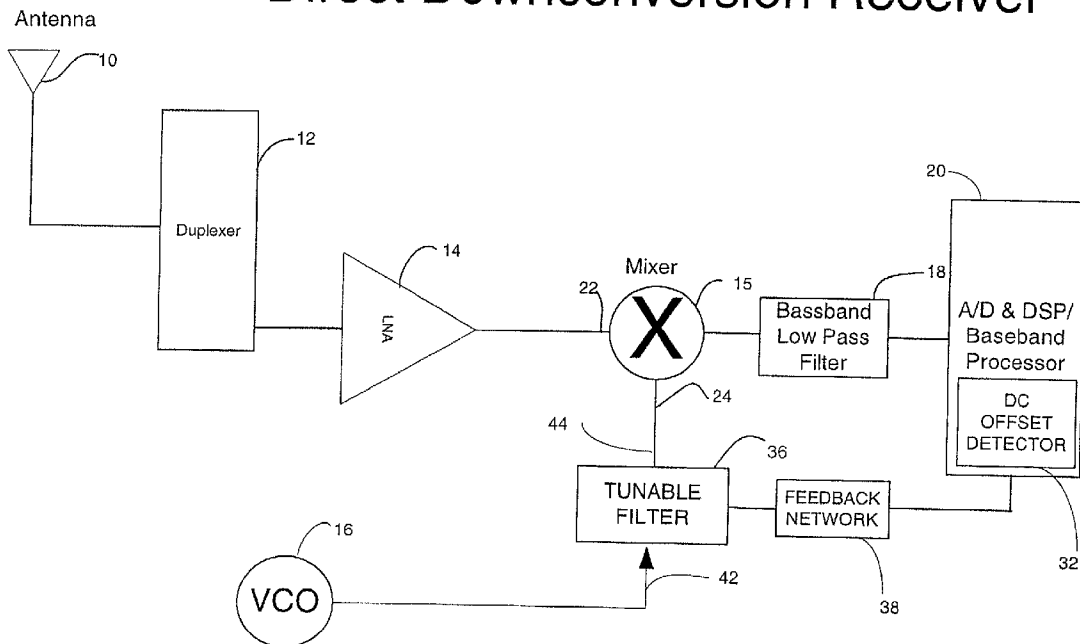 Direct Downconversion Receiver
Antenna
10
12
Duplexer
14
LNA
22
Mixer
15
18
Bassband
Low Pass
Filter
20
A/D & DSP/
Baseband
Processor
DC
OFFSET
DETECTOR
24
44
36
TUNABLE
FILTER
FEEDBACK
NETWORK
32
38
16
VCO
42